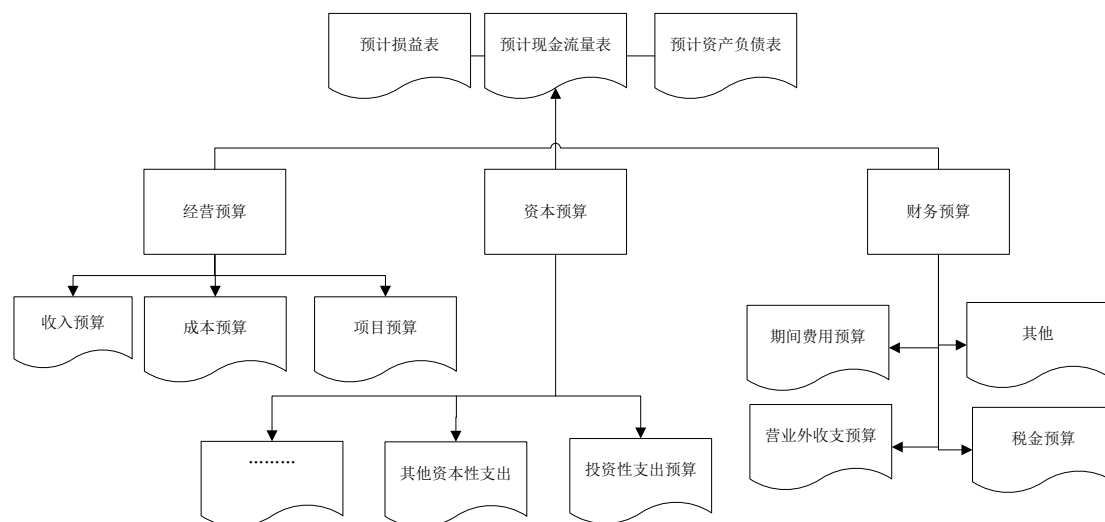 预计损益表
预计现金流量表
预计资产负债表
经营预算
资本预算
财务预算
收入预算
成本预算
项目预算
期间费用预算
其他
营业外收支预算
税金预算
………
其他资本性支出
投资性支出预算